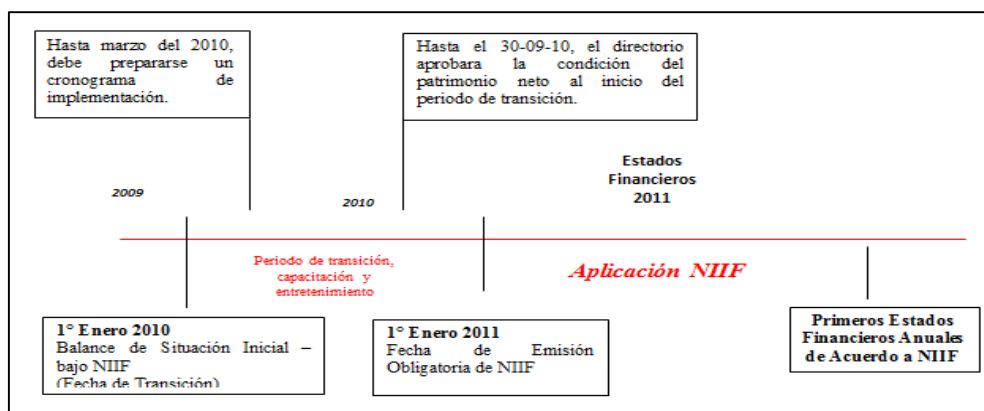 Hasta marzo del 2010,
debe prepararse un
cronograma de
implementación.
Hasta el 30-09-10, el directorio
aprobara la condición del
patrimonio neto al inicio del
periodo de transición.
Estados
Financieros
2011
2009
2010
Periodo de transición,
capacitación y
entretenimiento
Aplicación NIIF
1° Enero 2010
Balance de Situación Inicial –
bajo NIIF
(Fecha de Transición)
1° Enero 2011
Fecha de Emisión
Obligatoria de NIIF
Primeros Estados
Financieros Anuales
de Acuerdo a NIIF